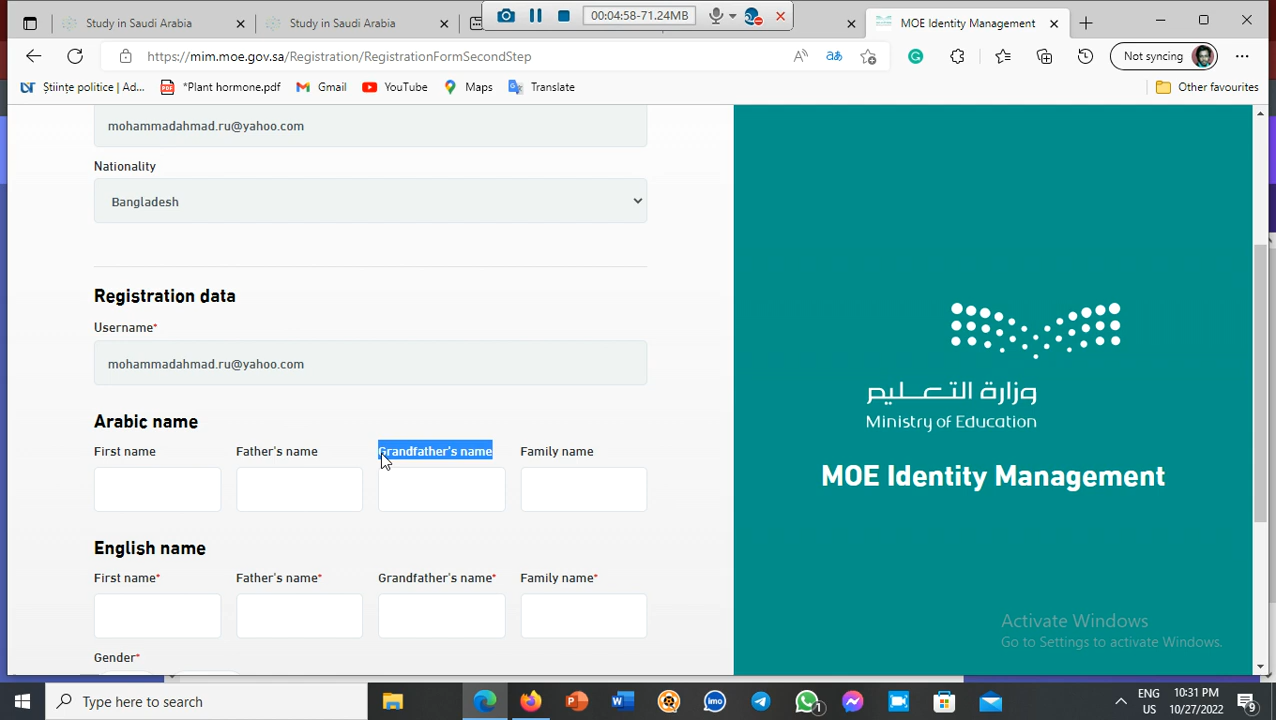 Study in Saudi Arabia
Study in Saudi Arabia
00:04:58-71.24MB
MOE Identity Management
https://mim.moe.gov.sa/Registration/RegistrationFormSecondStep
Not syncing
Științe politice | Ad...
*Plant hormone.pdf
Gmail
YouTube
Maps
Translate
Other favourites
mohammadahmad.ru@yahoo.com
Nationality
Bangladesh
Registration data
Username*
mohammadahmad.ru@yahoo.com
Arabic name
First name
Father's name
Grandfather's name
Family name
English name
First name*
Father's name*
Grandfather's name*
Family name*
Gender*
وزارة التعليم
Ministry of Education
MOE Identity Management
Activate Windows
Go to Settings to activate Windows.
Type here to search
ENG
US
10:31 PM
10/27/2022